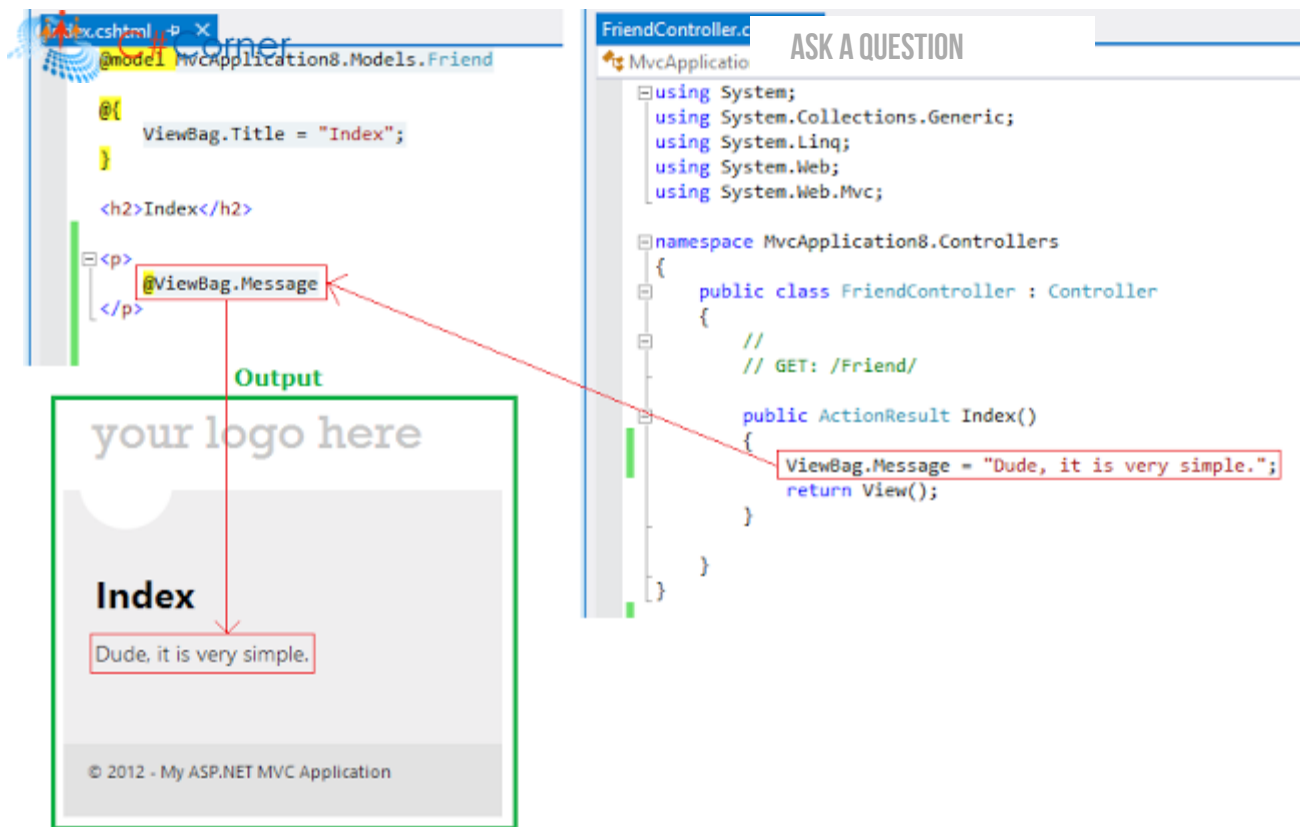 Index.cshtml
C# Corner
@model MvcApplication8.Models.Friend
@{
ViewBag.Title = "Index";
}
<h2>Index</h2>
<p>
@ViewBag.Message
</p>
Output
your logo here
Index
Dude, it is very simple.
© 2012 - My ASP.NET MVC Application
FriendController.c
ASK A QUESTION
MvcApplicatio
using System;
using System.Collections.Generic;
using System.Linq;
using System.Web;
using System.Web.Mvc;
namespace MvcApplication8.Controllers
{
public class FriendController : Controller
{
//
// GET: /Friend/
public ActionResult Index()
{
ViewBag.Message = "Dude, it is very simple.";
return View();
}
}
}